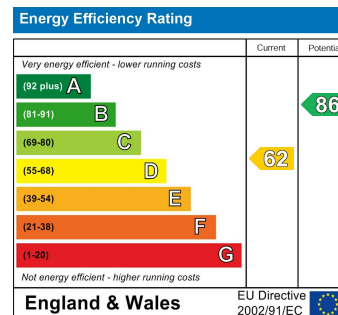 Energy Efficiency Rating
Current Potentia
Very energy efficient - lower running costs
(92 plus) A
(81-91) B
86
(69-80) C
(55-68) D
62
(39-54) E
(21-38) F
(1-20) G
Not energy efficient - higher running costs
England & Wales
EU Directive
2002/91/EC